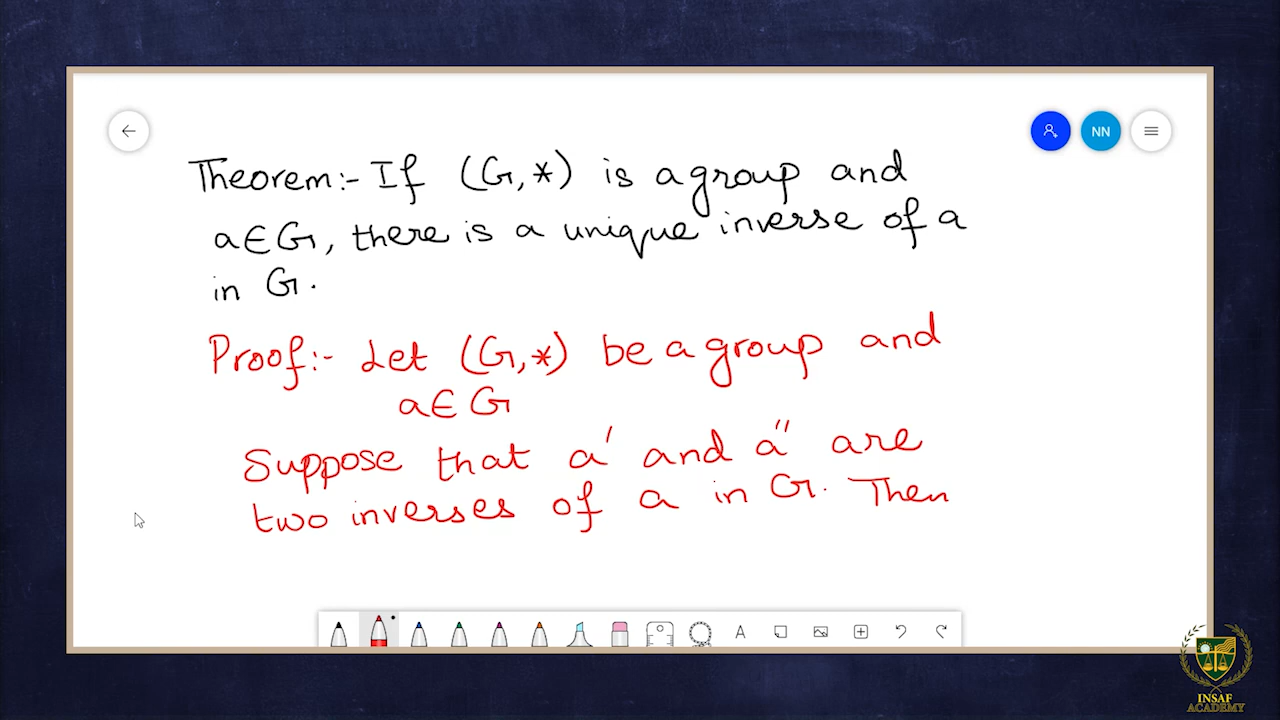 NN
Theorem:- If (G,*) is a group and
a∈G, there is a unique inverse of a
in G.
Proof:- Let (G,*) be a group and
a∈G
Suppose that a' and a'' are
two inverses of a in G. Then
A
INSAF
ACADEMY